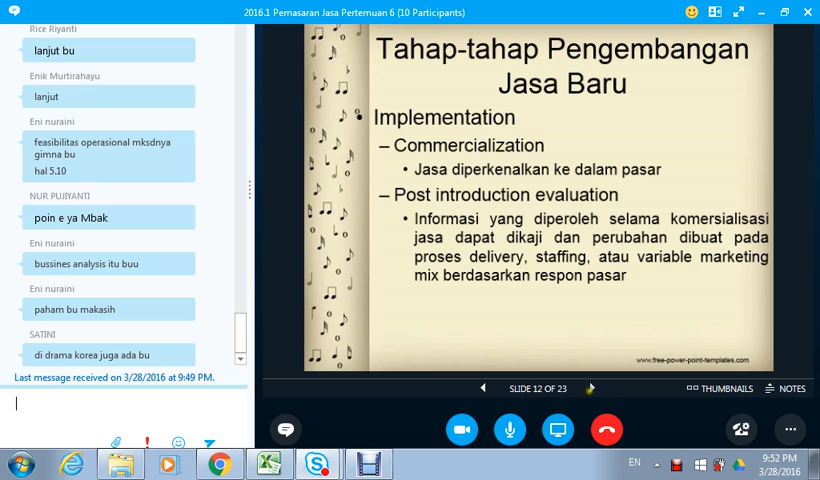 2016.1 Pemasaran Jasa Pertemuan 6 (10 Participants)
Rice Riyanti
lanjut bu
Enik Murtirahayu
lanjut
Eni nuraini
feasibilitas operasional mksdnya
gimna bu
hal 5.10
NUR PUJIYANTI
poin e ya Mbak
Eni nuraini
bussines analysis itu buu
Eni nuraini
paham bu makasih
SATINI
di drama korea juga ada bu
Last message received on 3/28/2016 at 9:49 PM.
Tahap-tahap Pengembangan
Jasa Baru
• Implementation
– Commercialization
• Jasa diperkenalkan ke dalam pasar
– Post introduction evaluation
• Informasi yang diperoleh selama komersialisasi
jasa dapat dikaji dan perubahan dibuat pada
proses delivery, staffing, atau variable marketing
mix berdasarkan respon pasar
www.free-power-point-templates.com
SLIDE 12 OF 23
THUMBNAILS
NOTES
EN
9:52 PM
3/28/2016